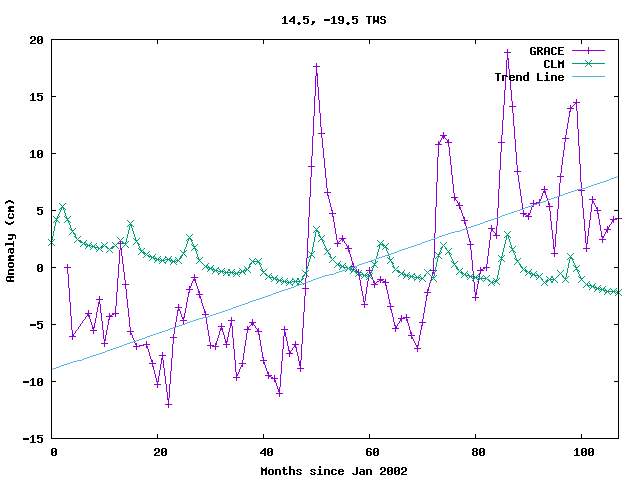 14.5, -19.5 TWS
GRACE
CLM
Trend Line
20
15
10
5
0
-5
-10
-15
Anomaly (cm)
0 20 40 60 80 100
Months since Jan 2002